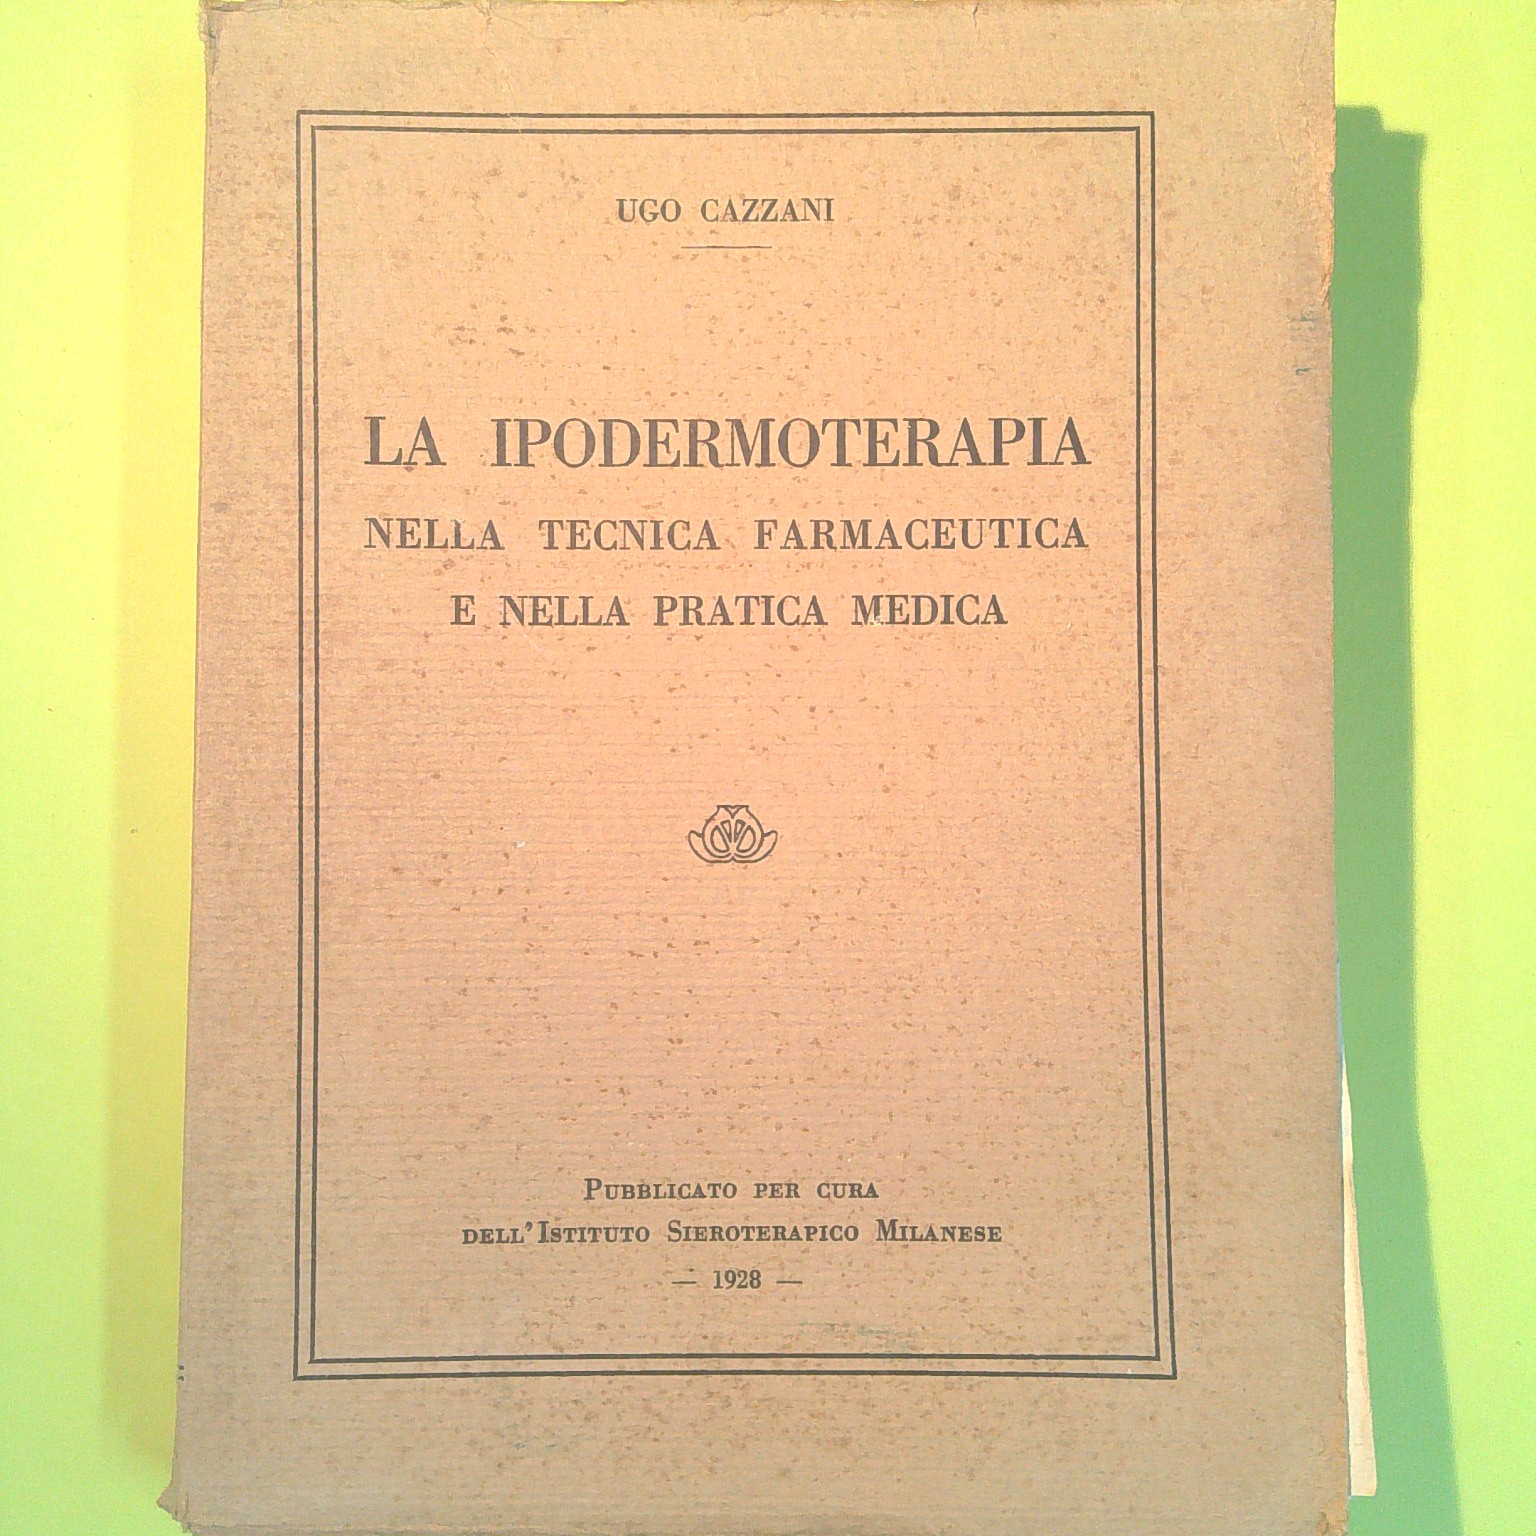 UGO CAZZANI
LA IPODERMOTERAPIA
NELLA TECNICA FARMACEUTICA
E NELLA PRATICA MEDICA
PUBBLICATO PER CURA
DELL'ISTITUTO SIEROTERAPICO MILANESE
— 1928 —